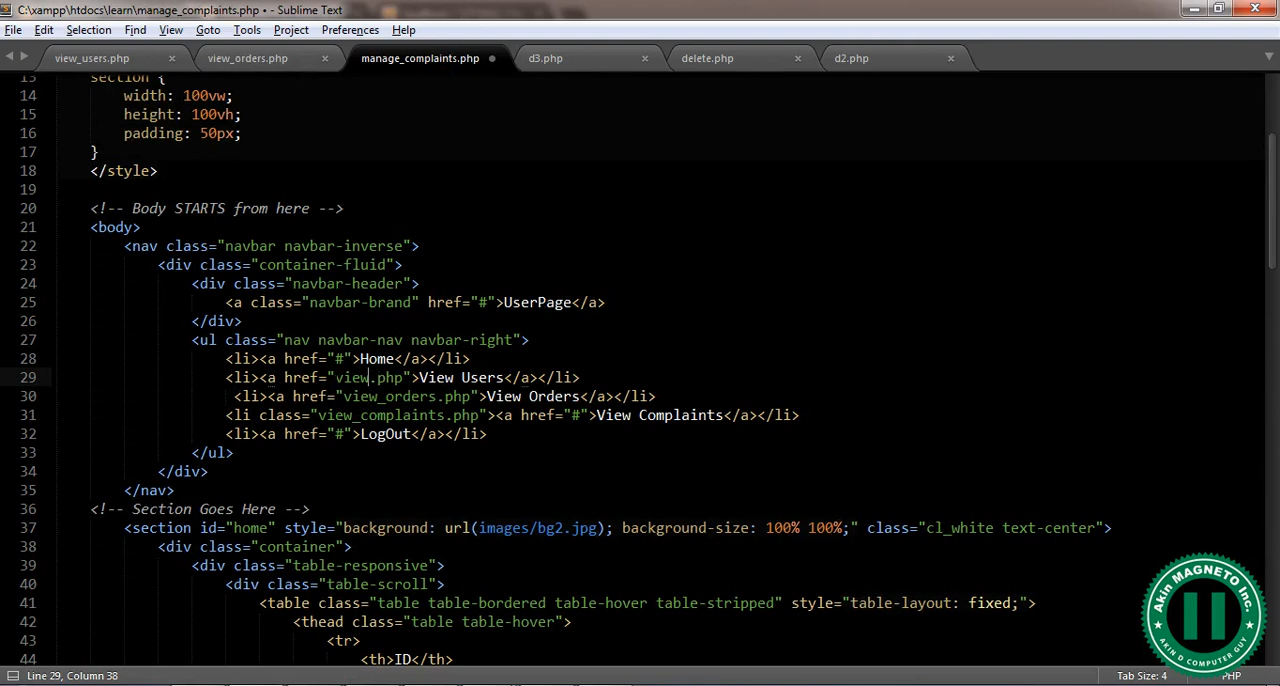 C:\xampp\htdocs\learn\manage_complaints.php • - Sublime Text
File Edit Selection Find View Goto Tools Project Preferences Help
view_users.php × view_orders.php × manage_complaints.php d3.php × delete.php × d2.php ×
13 section {
14 width: 100vw;
15 height: 100vh;
16 padding: 50px;
17 }
18 </style>
19
20 <!-- Body STARTS from here -->
21 <body>
22 <nav class="navbar navbar-inverse">
23 <div class="container-fluid">
24 <div class="navbar-header">
25 <a class="navbar-brand" href="#">UserPage</a>
26 </div>
27 <ul class="nav navbar-nav navbar-right">
28 <li><a href="#">Home</a></li>
29 <li><a href="view.php">View Users</a></li>
30 <li><a href="view_orders.php">View Orders</a></li>
31 <li class="view_complaints.php"><a href="#">View Complaints</a></li>
32 <li><a href="#">LogOut</a></li>
33 </ul>
34 </div>
35 </nav>
36 <!-- Section Goes Here -->
37 <section id="home" style="background: url(images/bg2.jpg); background-size: 100% 100%;" class="cl_white text-center">
38 <div class="container">
39 <div class="table-responsive">
40 <div class="table-scroll">
41 <table class="table table-bordered table-hover table-stripped" style="table-layout: fixed;">
42 <thead class="table table-hover">
43 <tr>
44 <th>ID</th>
Akin MAGNETO Inc.
AKIN D COMPUTER GUY
Line 29, Column 38 Tab Size: 4 PHP